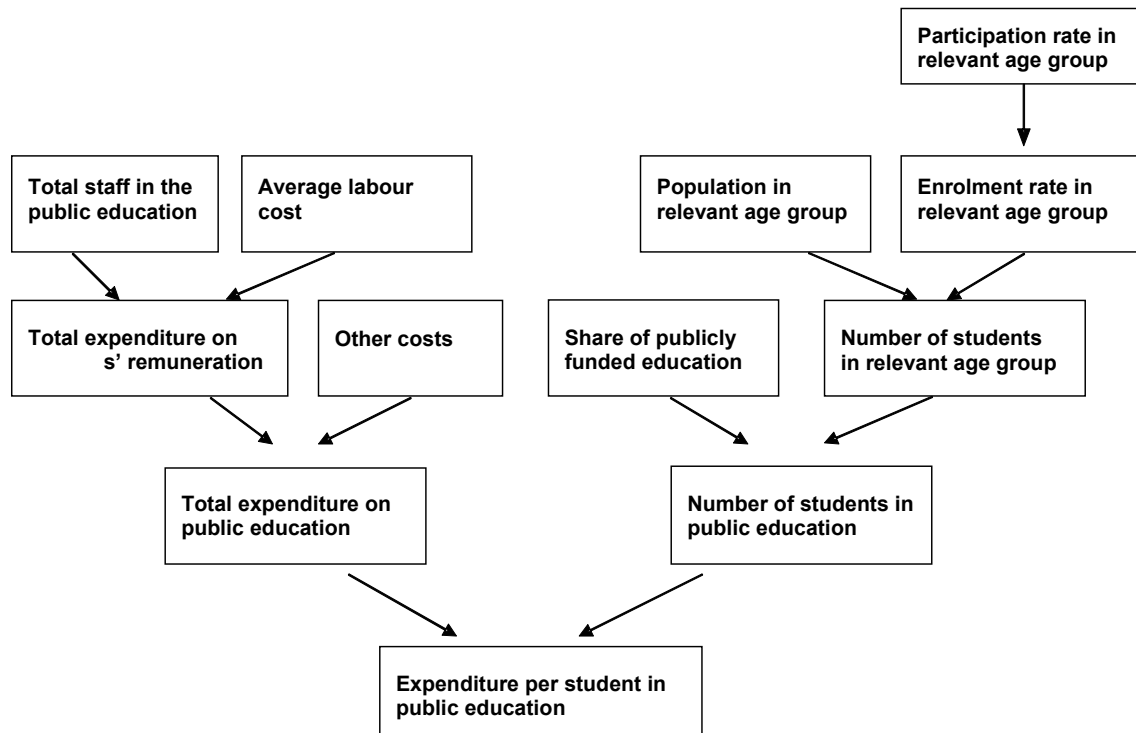 Participation rate in
relevant age group
Total staff in the
public education
Average labour
cost
Population in
relevant age group
Enrolment rate in
relevant age group
Total expenditure on
s’ remuneration
Other costs
Share of publicly
funded education
Number of students
in relevant age group
Total expenditure on
public education
Number of students in
public education
Expenditure per student in
public education